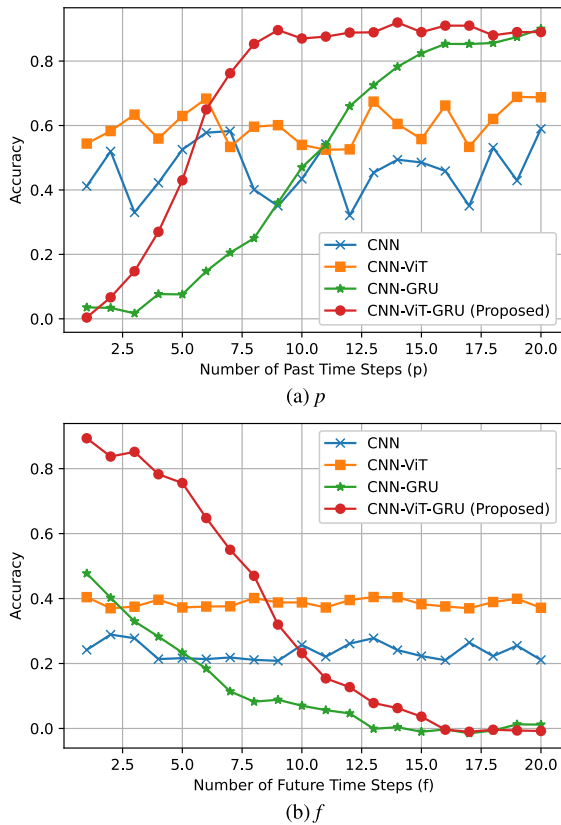 0.8
0.6
0.4
0.2
0.0
Accuracy
CNN
CNN-ViT
CNN-GRU
CNN-ViT-GRU (Proposed)
2.5 5.0 7.5 10.0 12.5 15.0 17.5 20.0
Number of Past Time Steps (p)
(a) p
CNN
CNN-ViT
CNN-GRU
CNN-ViT-GRU (Proposed)
0.8
0.6
0.4
0.2
0.0
Accuracy
2.5 5.0 7.5 10.0 12.5 15.0 17.5 20.0
Number of Future Time Steps (f)
(b) f